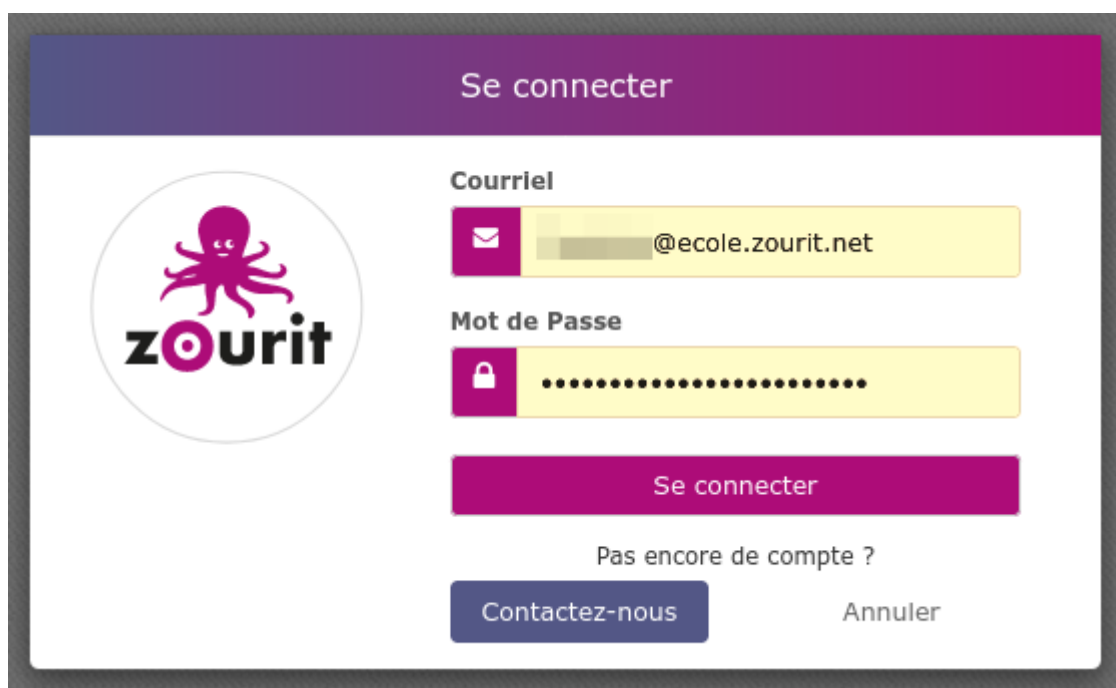 Se connecter
zourit
Courriel
@ecole.zourit.net
Mot de Passe
••••••••••••••••••••••••
Se connecter
Pas encore de compte ?
Contactez-nous
Annuler